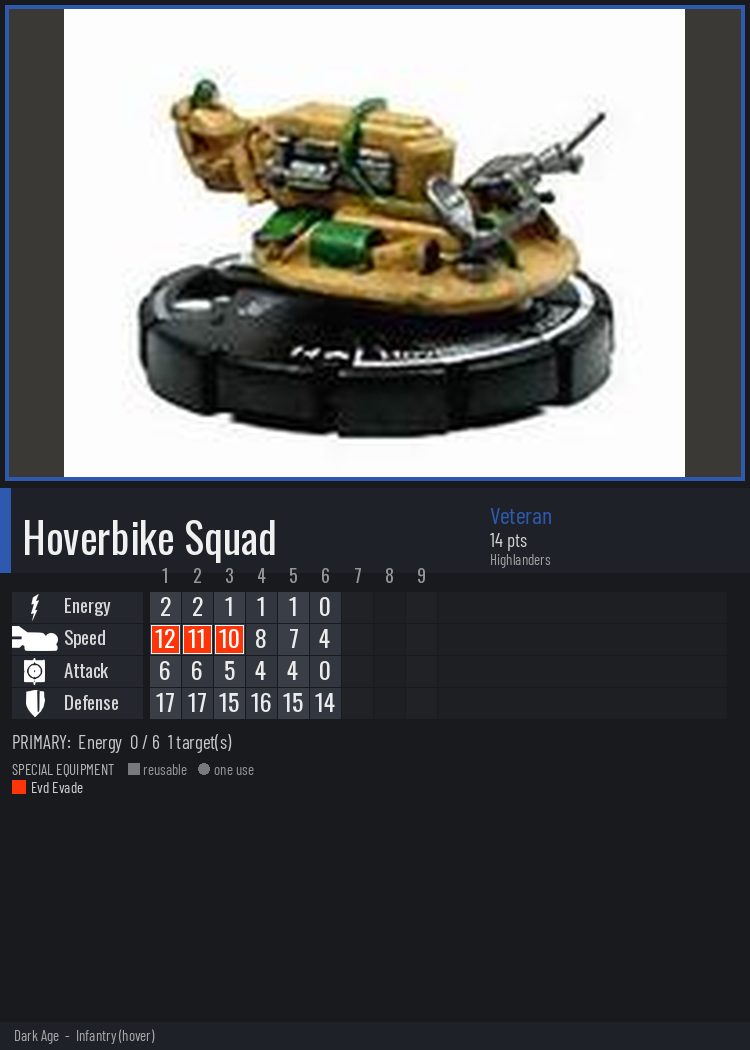 Hoverbike Squad
Veteran
14 pts
Highlanders
1 2 3 4 5 6 7 8 9
Energy 2 2 1 1 1 0
Speed 12 11 10 8 7 4
Attack 6 6 5 4 4 0
Defense 17 17 15 16 15 14
PRIMARY: Energy 0 / 6 1 target(s)
SPECIAL EQUIPMENT reusable one use
Evd Evade
Dark Age - Infantry (hover)